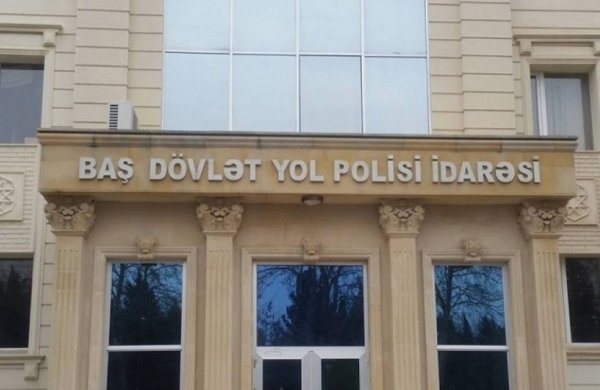 BAŞ DÖVLƏT YOL POLİSİ İDARƏSİ